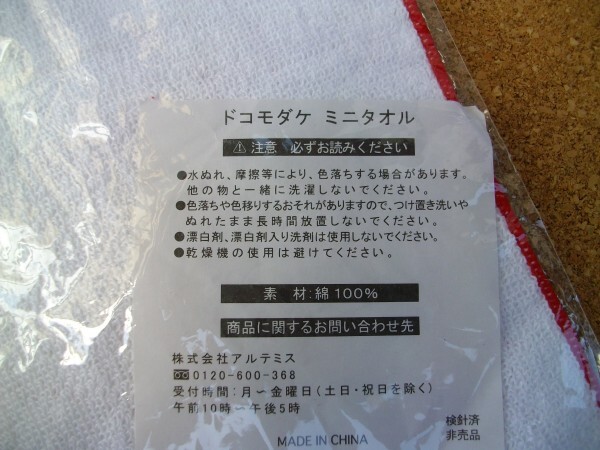 ドコモダケ ミニタオル
⚠注意 必ずお読みください
●水ぬれ、摩擦等により、色落ちする場合があります。
他の物と一緒に洗濯しないでください。
●色落ちや色移りするおそれがありますので、つけ置き洗いや
ぬれたまま長時間放置しないでください。
●漂白剤、漂白剤入り洗剤は使用しないでください。
●乾燥機の使用は避けてください。
素 材:綿100%
商品に関するお問い合わせ先
株式会社アルテミス
0120-600-368
受付時間:月～金曜日(土日・祝日を除く)
午前10時～午後5時
検針済
非売品
MADE IN CHINA